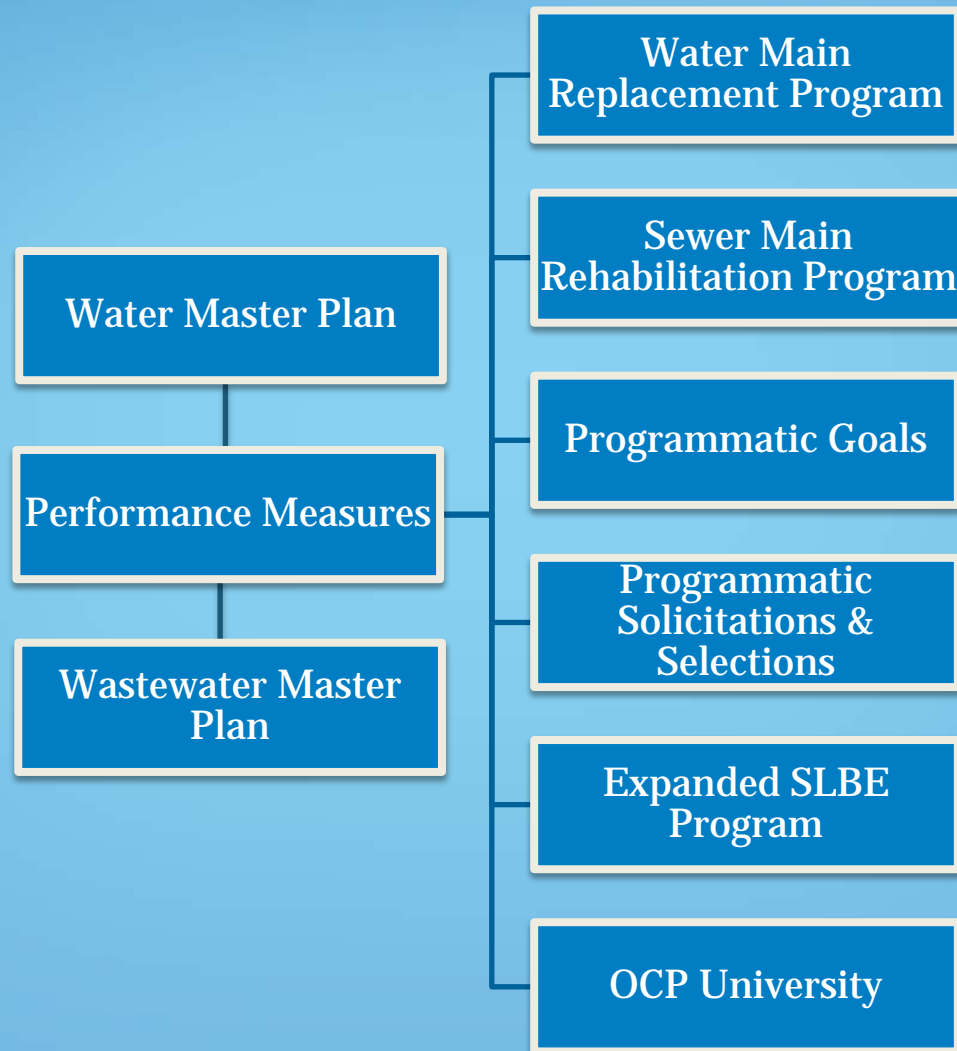 Water Master Plan
Performance Measures
Wastewater Master
Plan
Water Main
Replacement Program
Sewer Main
Rehabilitation Program
Programmatic Goals
Programmatic
Solicitations &
Selections
Expanded SLBE
Program
OCP University